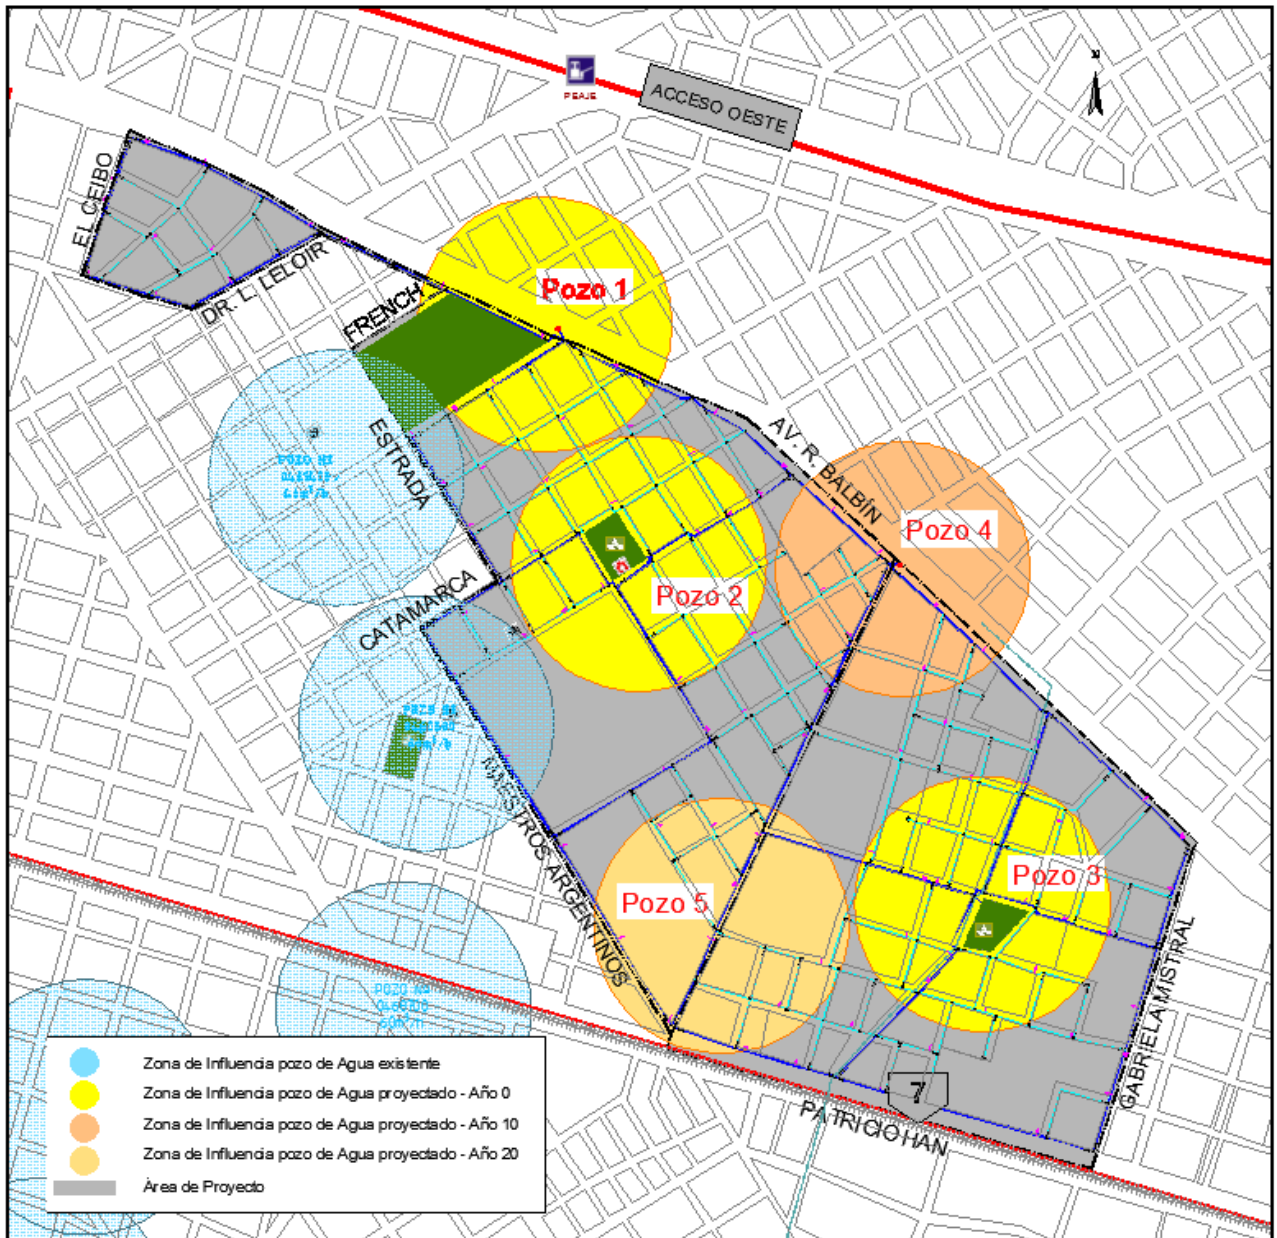 N
PEAJE
ACCESO OESTE
EL CEIBO
DR. L. LELOIR
FRENCH
Pozo 1
ESTRADA
AV. R. BALBÍN
Pozo 4
CATAMARCA
Pozo 2
MAESTROS ARGENTINOS
Pozo 5
Pozo 3
GABRIELA MISTRAL
7
PATRICIO HAN
Zona de Influencia pozo de Agua existente
Zona de Influencia pozo de Agua proyectado - Año 0
Zona de Influencia pozo de Agua proyectado - Año 10
Zona de Influencia pozo de Agua proyectado - Año 20
Área de Proyecto